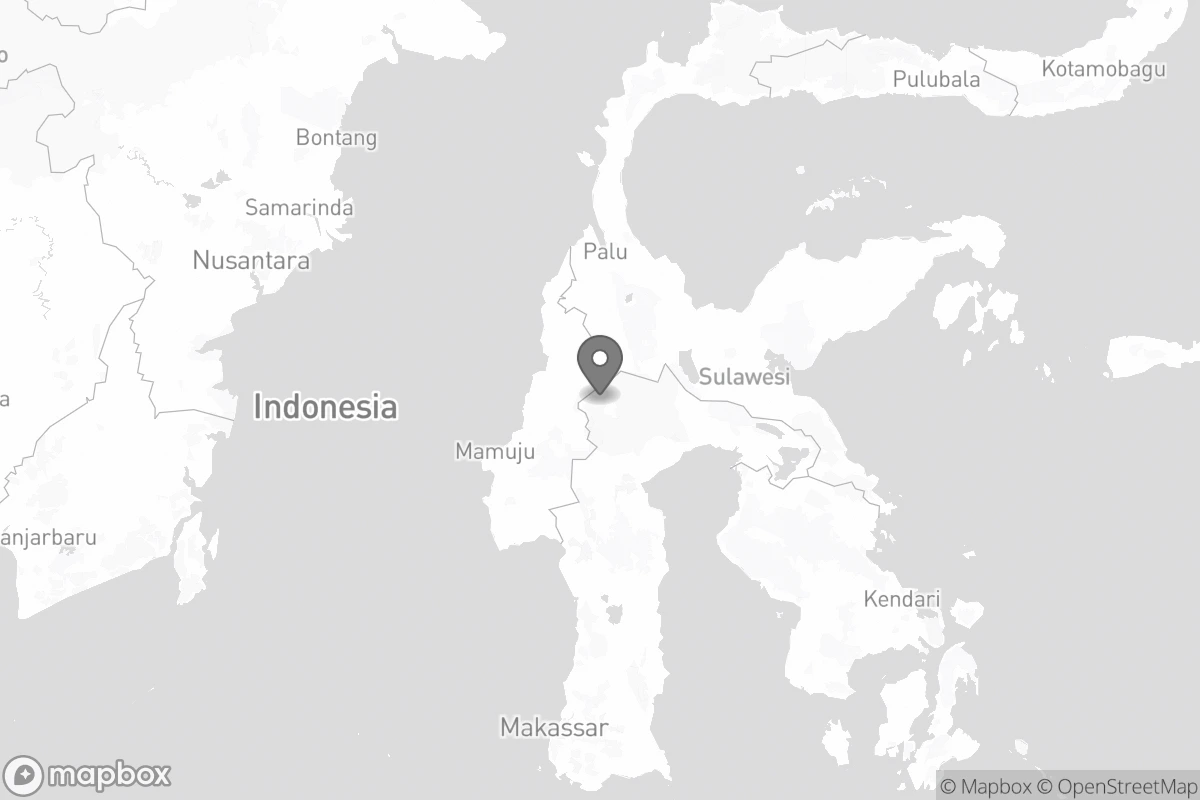 Kotamobagu
Pulubala
Bontang
Samarinda
Palu
Nusantara
Sulawesi
Indonesia
Mamuju
anjarbaru
Kendari
Makassar
mapbox
© Mapbox © OpenStreetMap